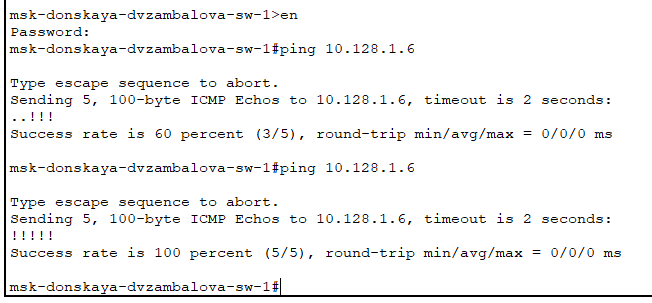 msk-donskaya-dvzambalova-sw-1>en
Password:
msk-donskaya-dvzambalova-sw-1#ping 10.128.1.6
Type escape sequence to abort.
Sending 5, 100-byte ICMP Echos to 10.128.1.6, timeout is 2 seconds:
..!!!
Success rate is 60 percent (3/5), round-trip min/avg/max = 0/0/0 ms
msk-donskaya-dvzambalova-sw-1#ping 10.128.1.6
Type escape sequence to abort.
Sending 5, 100-byte ICMP Echos to 10.128.1.6, timeout is 2 seconds:
!!!!!
Success rate is 100 percent (5/5), round-trip min/avg/max = 0/0/0 ms
msk-donskaya-dvzambalova-sw-1#